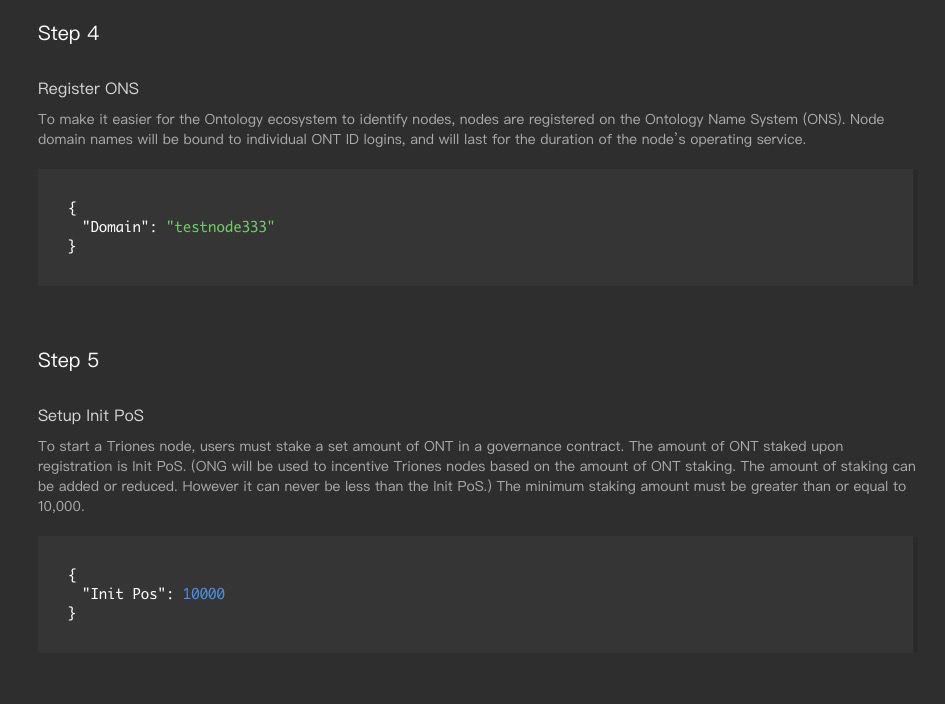 Step 4
Register ONS
To make it easier for the Ontology ecosystem to identify nodes, nodes are registered on the Ontology Name System (ONS). Node
domain names will be bound to individual ONT ID logins, and will last for the duration of the node's operating service.
{
"Domain": "testnode333"
}
Step 5
Setup Init PoS
To start a Triones node, users must stake a set amount of ONT in a governance contract. The amount of ONT staked upon
registration is Init PoS. (ONG will be used to incentive Triones nodes based on the amount of ONT staking. The amount of staking can
be added or reduced. However it can never be less than the Init PoS.) The minimum staking amount must be greater than or equal to
10,000.
{
"Init Pos": 10000
}